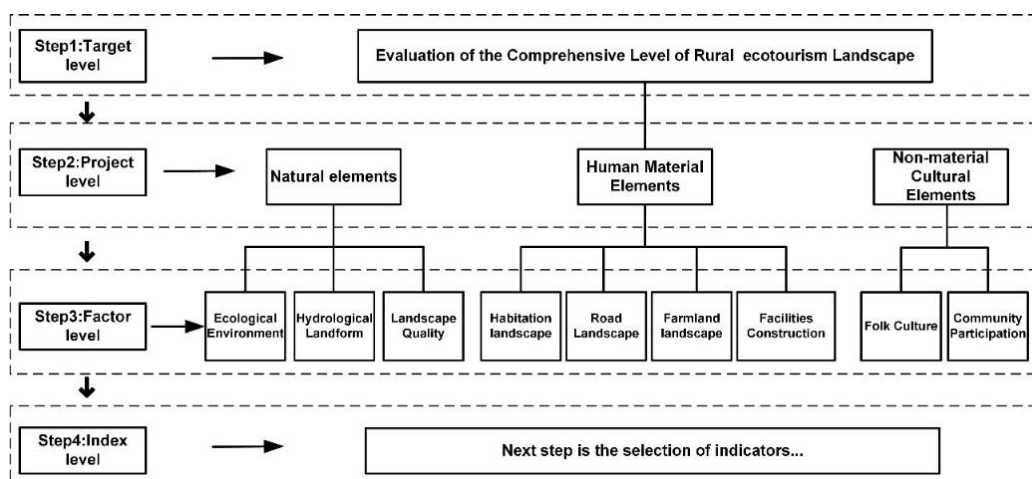 Step1:Target
level
Evaluation of the Comprehensive Level of Rural ecotourism Landscape
Step2:Project
level
Natural elements
Human Material
Elements
Non-material
Cultural
Elements
Step3:Factor
level
Ecological
Environment
Hydrological
Landform
Landscape
Quality
Habitation
landscape
Road
Landscape
Farmland
landscape
Facilities
Construction
Folk Culture
Community
Participation
Step4:Index
level
Next step is the selection of indicators...